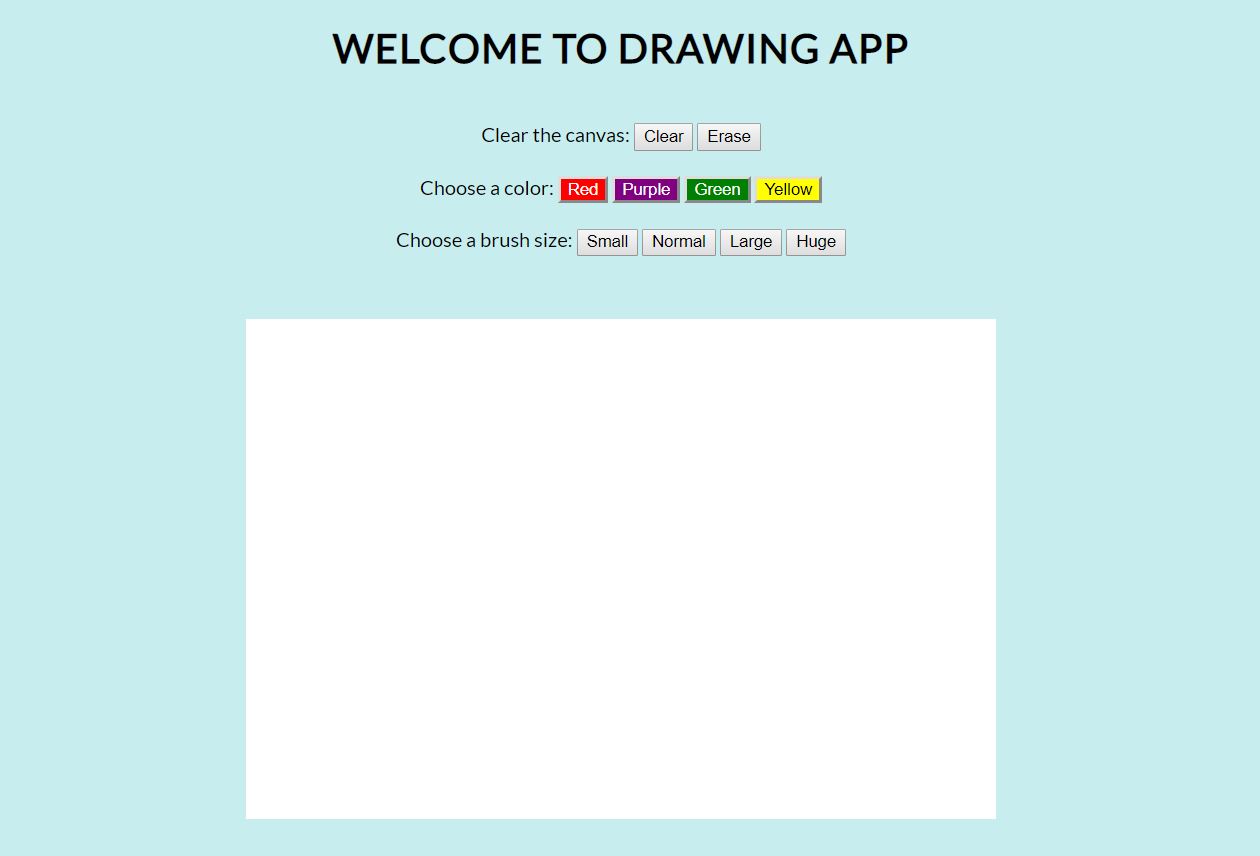 WELCOME TO DRAWING APP
Clear the canvas: Clear Erase
Choose a color: Red Purple Green Yellow
Choose a brush size: Small Normal Large Huge